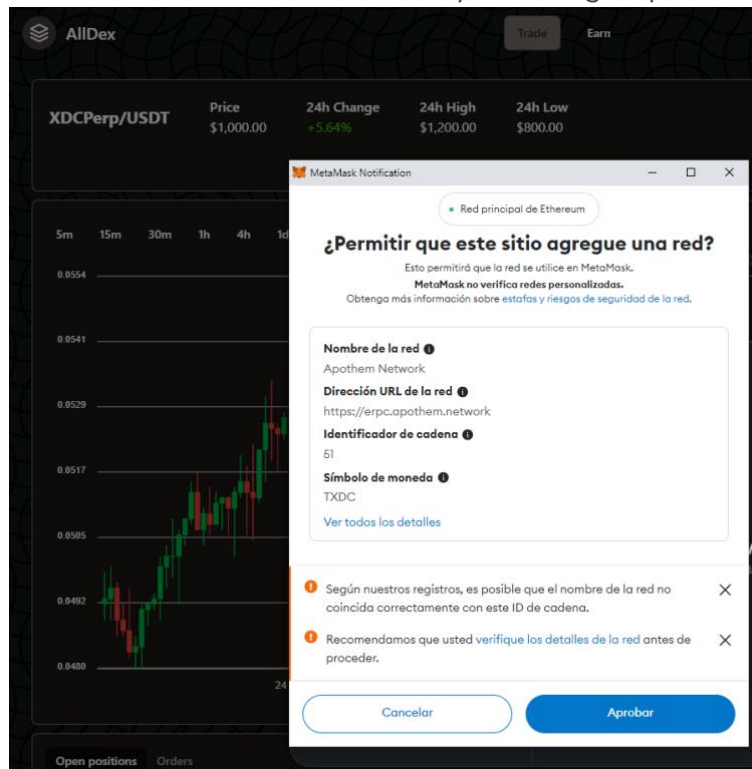 AllDex
Trade
Earn
XDCPerp/USDT
Price
$1,000.00
24h Change
+5.64%
24h High
$1,200.00
24h Low
$800.00
5m 15m 30m 1h 4h
0.0554
0.0541
0.0529
0.0517
0.0505
0.0492
0.0480
24
Open positions Orders
MetaMask Notification
Red principal de Ethereum
¿Permitir que este sitio agregue una red?
Esto permitirá que la red se utilice en MetaMask.
MetaMask no verifica redes personalizadas.
Obtenga más información sobre estafas y riesgos de seguridad de la red.
Nombre de la red
Apothem Network
Dirección URL de la red
https://erpc.apothem.network
Identificador de cadena
51
Símbolo de moneda
TXDC
Ver todos los detalles
Según nuestros registros, es posible que el nombre de la red no
coincida correctamente con este ID de cadena.
Recomendamos que usted verifique los detalles de la red antes de
proceder.
Cancelar
Aprobar